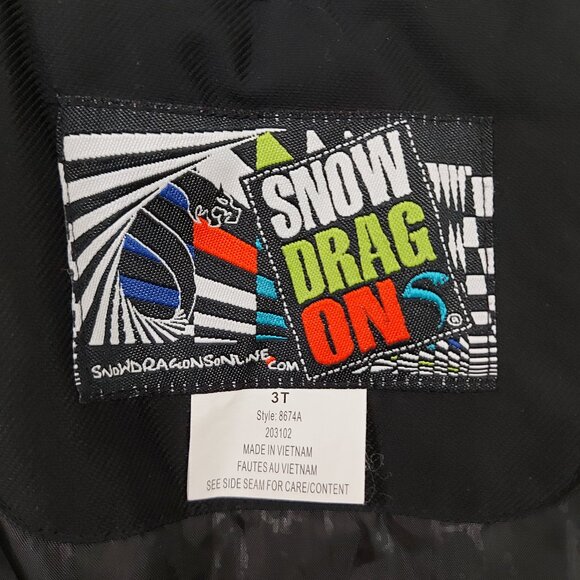 SNOW
DRAG
ONS
®
SNOWDRAGONSONLINE.COM
3T
Style: 8674A
203102
MADE IN VIETNAM
FAUTES AU VIETNAM
SEE SIDE SEAM FOR CARE/CONTENT